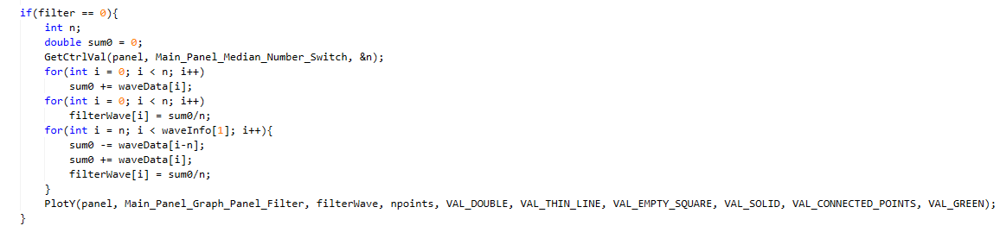 if(filter == 0){
    int n;
    double sum0 = 0;
    GetCtrlVal(panel, Main_Panel_Median_Number_Switch, &n);
    for(int i = 0; i < n; i++)
        sum0 += waveData[i];
    for(int i = 0; i < n; i++)
        filterWave[i] = sum0/n;
    for(int i = n; i < waveInfo[1]; i++){
        sum0 -= waveData[i-n];
        sum0 += waveData[i];
        filterWave[i] = sum0/n;
    }
    PlotY(panel, Main_Panel_Graph_Panel_Filter, filterWave, npoints, VAL_DOUBLE, VAL_THIN_LINE, VAL_EMPTY_SQUARE, VAL_SOLID, VAL_CONNECTED_POINTS, VAL_GREEN);
}